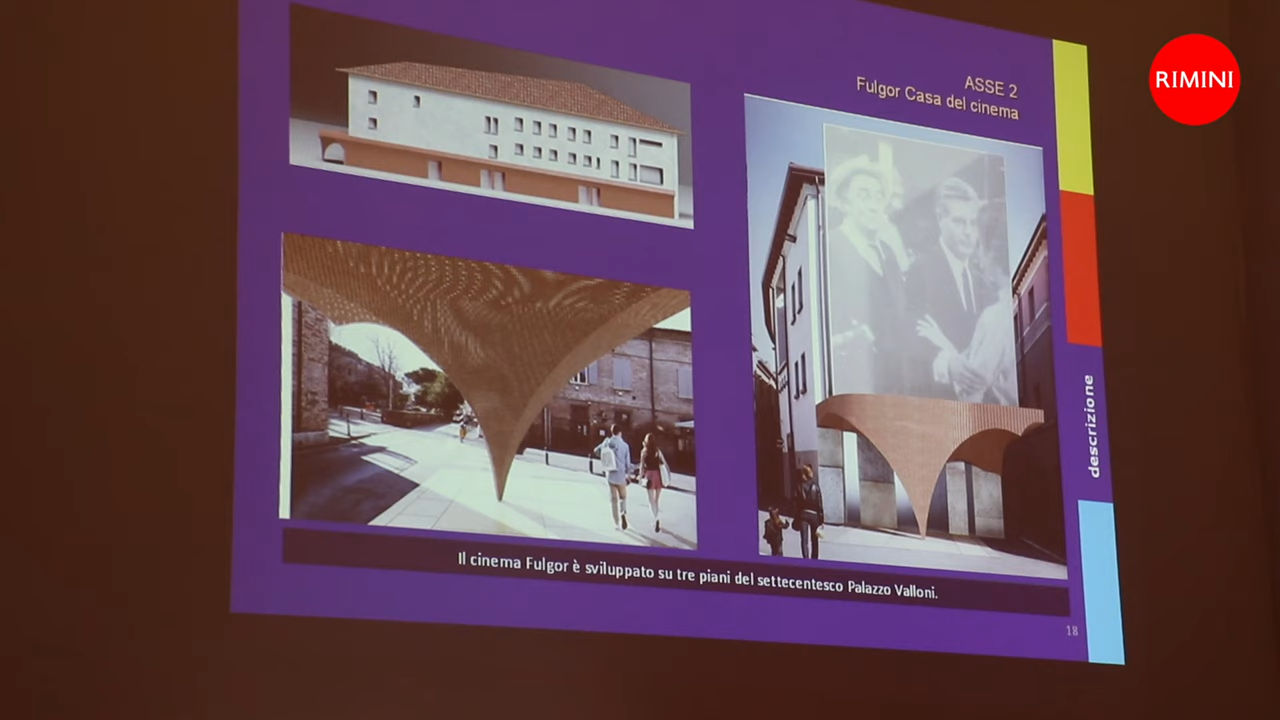 RIMINI
ASSE 2
Fulgor Casa del cinema
descrizione
Il cinema Fulgor è sviluppato su tre piani del settecentesco Palazzo Valloni.
18